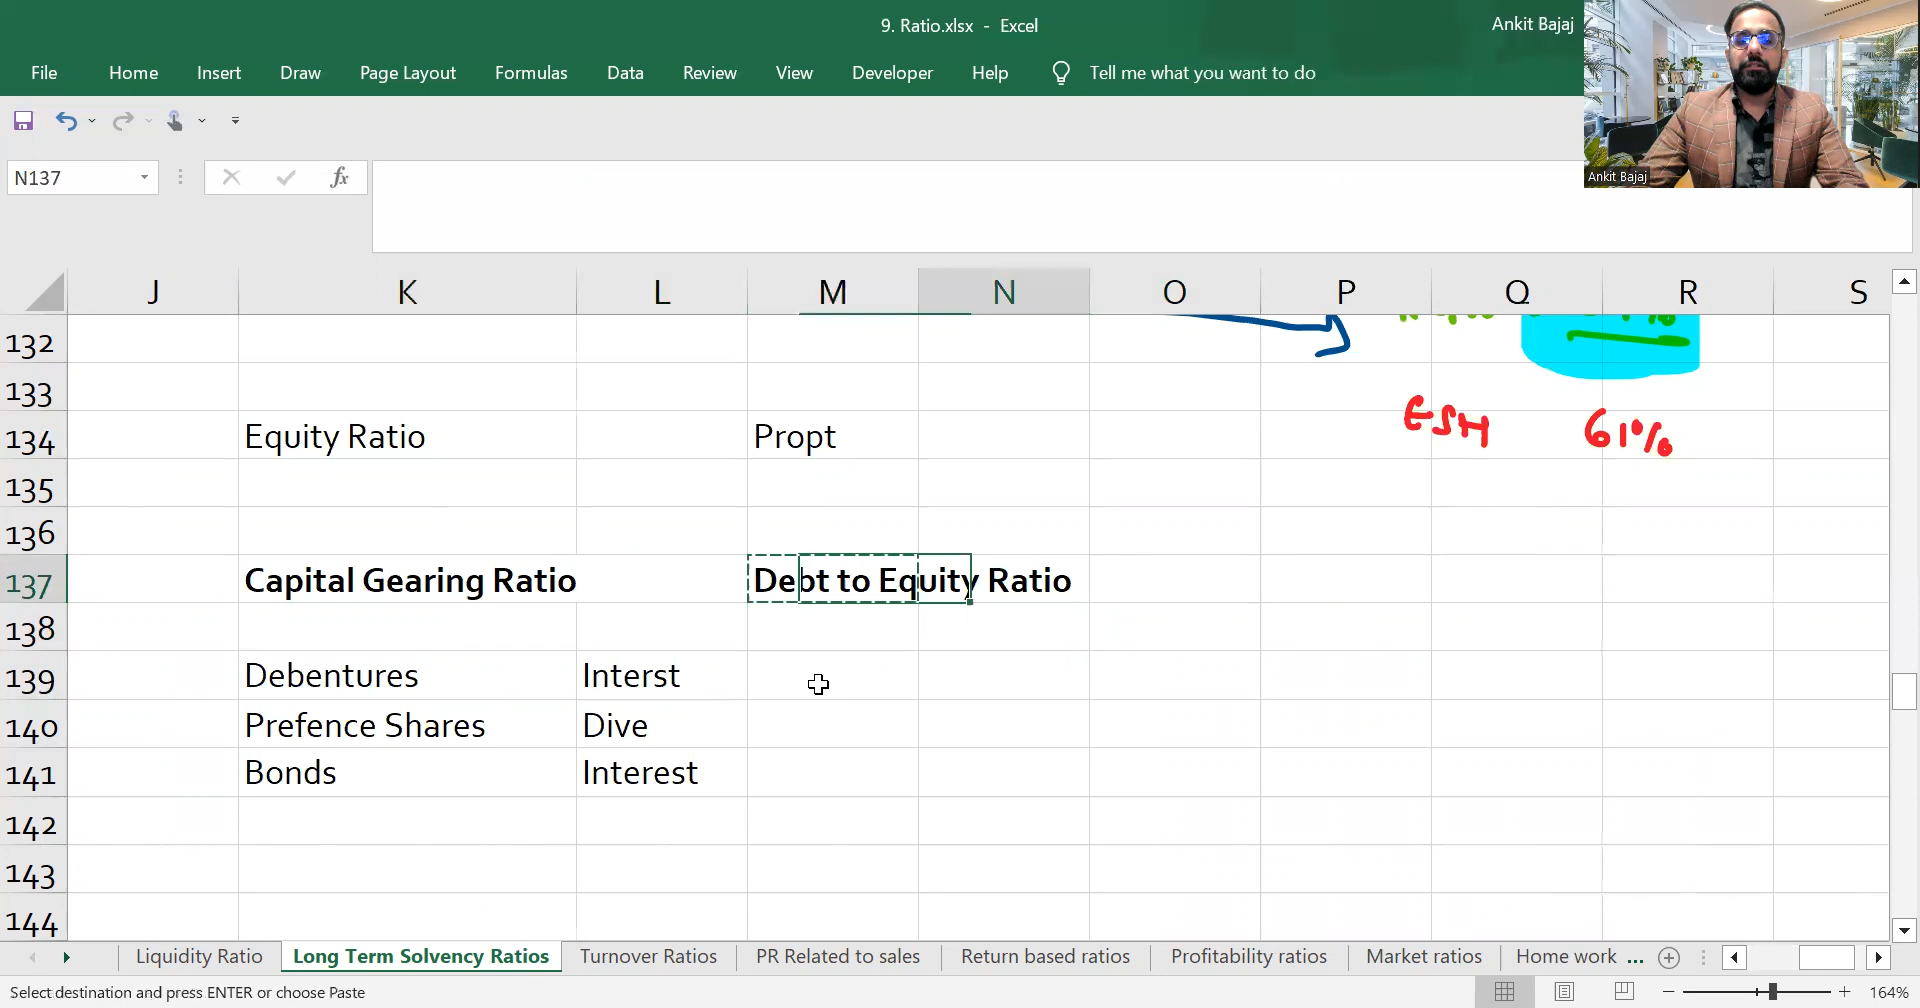 9. Ratio.xlsx - Excel
Ankit Bajaj
File Home Insert Draw Page Layout Formulas Data Review View Developer Help Tell me what you want to do
Ankit Bajaj
N137
fx
J K L M N O P Q R S
132
133
134 Equity Ratio Propt ESH 61%
135
136
137 Capital Gearing Ratio Debt to Equity Ratio
138
139 Debentures Interst
140 Prefence Shares Dive
141 Bonds Interest
142
143
144
Liquidity Ratio Long Term Solvency Ratios Turnover Ratios PR Related to sales Return based ratios Profitability ratios Market ratios Home work ...
Select destination and press ENTER or choose Paste
164%